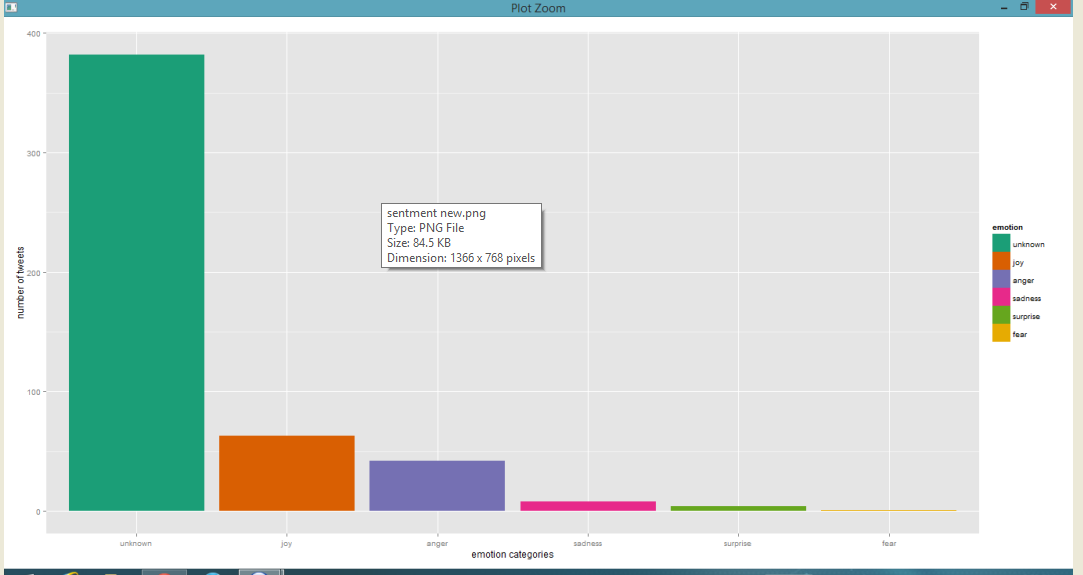 Plot Zoom
400
300
200
100
0
number of tweets
sentment new.png
Type: PNG File
Size: 84.5 KB
Dimension: 1366 x 768 pixels
emotion
unknown
joy
anger
sadness
surprise
fear
unknown joy anger sadness surprise fear
emotion categories